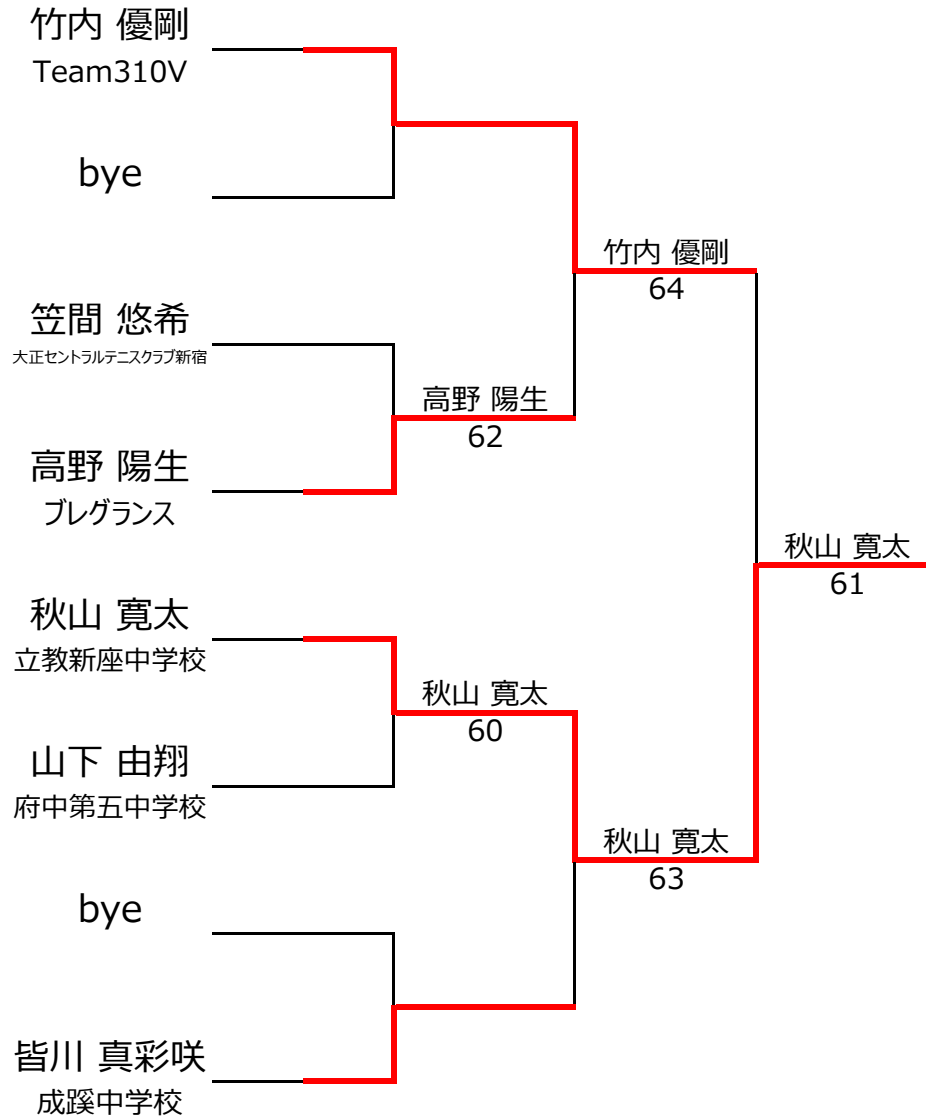 竹内 優剛
Team310V
bye
笠間 悠希
大正セントラルテニスクラブ新宿
高野 陽生
ブレグランス
秋山 寛太
立教新座中学校
山下 由翔
府中第五中学校
bye
皆川 真彩咲
成蹊中学校
高野 陽生
62
秋山 寛太
60
竹内 優剛
64
秋山 寛太
63
秋山 寛太
61